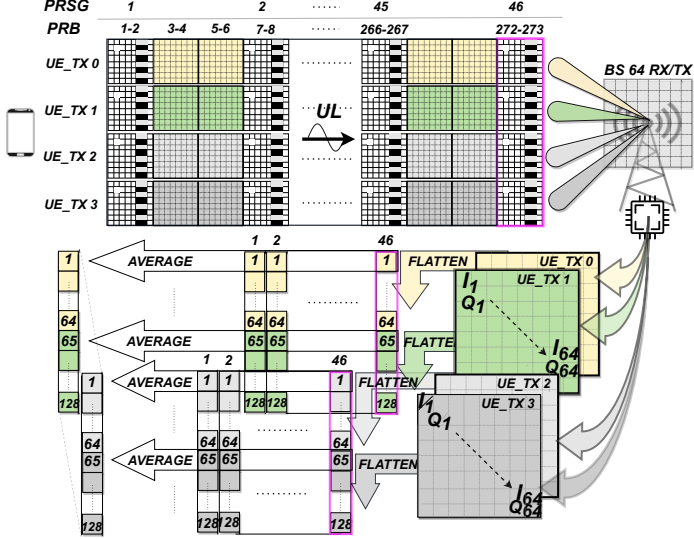 PRSG 1 2 ...... 45 46
PRB 1-2 3-4 5-6 7-8 ...... 266-267 272-273
UE_TX 0
BS 64 RX/TX
UE_TX 1
UL
UE_TX 2
UE_TX 3
1 2 46
1 AVERAGE 1 1 1 FLATTEN UE_TX 0
UE_TX 1
I1
Q1
64 64 64 64
65 AVERAGE 65 65 65 FLATTE
I64
Q64
1 2 46
1 AVERAGE 1 1 1 FLATTEN UE_TX 2
128 128 128 128 UE_TX 3
I1
Q1
64 64 64 64
65 AVERAGE 65 65 65 FLATTEN
I64
Q64
128 128 128 128